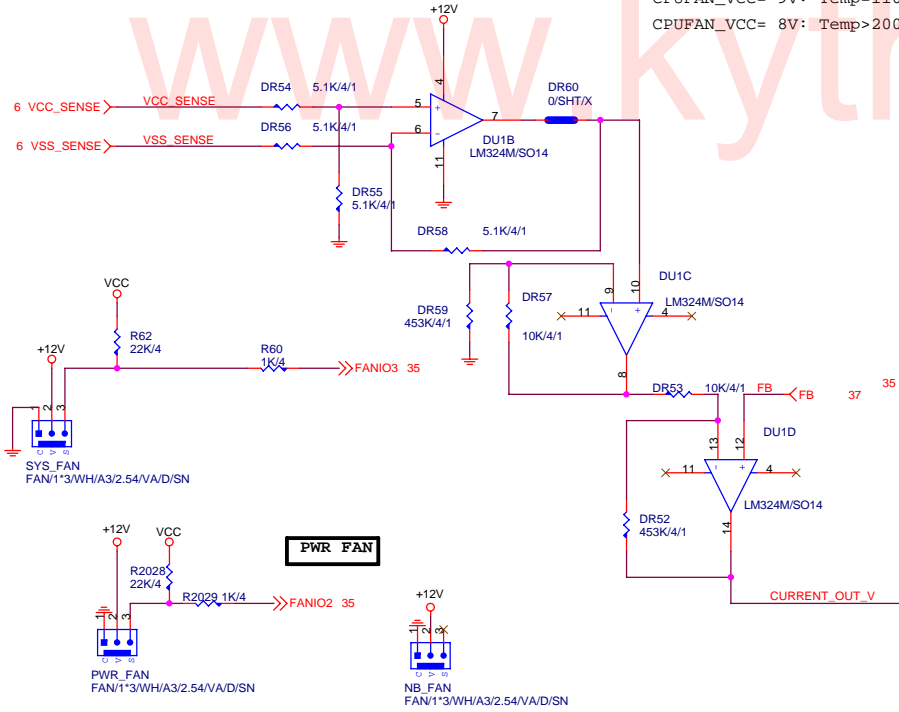 CPUFAN_VCC= 8V: Temp>200
www.kytr
+12V
6 VCC_SENSE
VCC_SENSE
DR54
5.1K/4/1
6 VSS_SENSE
VSS_SENSE
DR56
5.1K/4/1
4
5
6
7
11
+
-
DU1B
LM324M/SO14
DR60
0/SHT/X
DR55
5.1K/4/1
DR58
5.1K/4/1
DU1C
LM324M/SO14
9
10
-
+
11
4
8
DR59
453K/4/1
DR57
10K/4/1
VCC
R62
22K/4
+12V
R60
1K/4
FANIO3 35
1
2
3
C
V
S
SYS_FAN
FAN/1*3/WH/A3/2.54/VA/D/SN
DR53
10K/4/1
FB
FB
37
35
DU1D
13
12
-
+
11
4
LM324M/SO14
14
DR52
453K/4/1
CURRENT_OUT_V
+12V
VCC
PWR FAN
R2028
22K/4
R2029 1K/4
FANIO2 35
1
2
3
C
V
S
PWR_FAN
FAN/1*3/WH/A3/2.54/VA/D/SN
+12V
1
2
3
C
V
S
NB_FAN
FAN/1*3/WH/A3/2.54/VA/D/SN